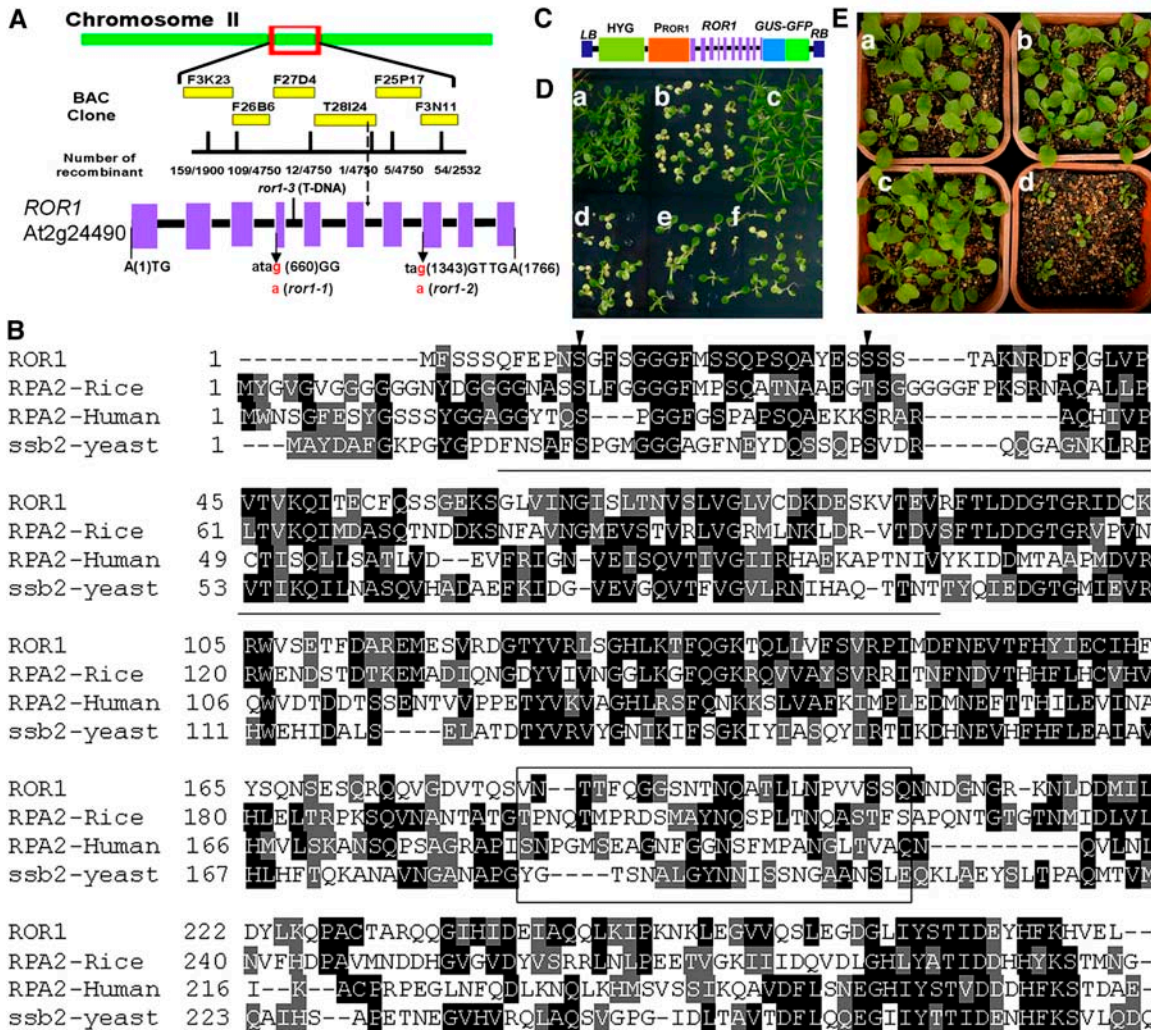 A
Chromosome II
F3K23 F27D4 F25P17
BAC
Clone
F26B6 T28I24 F3N11
Number of
recombinant
159/1900 109/4750 12/4750 1/4750 5/4750 54/2532
ror1-3 (T-DNA)
ROR1
At2g24490
A(1)TG atag(660)GG tag(1343)GTTGA(1766)
a (ror1-1) a (ror1-2)
C
LB HYG PROR1 ROR1 GUS-GFP RB
D
a b c
d e f
E
a b
c d
B
ROR1 1 ------------MFSSSQFEPNSGFSGGGFMSSQPSQAYESSSS----TAKNRDFQGLVP
RPA2-Rice 1 MYGVGVGGGGGGNYDGGGGNASSLFGGGGFMPSQATNAAEGTSGGGGGFPKSRNAQALLP
RPA2-Human 1 MWNSGFESYGSSSYGGAGGYTQS---PGGFGSPAPSQAEKKSRAR---------AQHIVP
ssb2-yeast 1 ---MAYDAFGKPGYGPDFNSAFSPGMGGGAGFNEYDQSSQPSVDR----QQGAGNKLRP
ROR1 45 VTVKQITECFQSSGEKSGLVINGISLTNVSLVGLVCDKDESKVTEVRFTLDDGTGRIDCK
RPA2-Rice 61 LTVKQIMDASQTNDDKSNFAVNGMEVSTVRLVGRMLNKLDR-VTDVSFTLDDGTGRVPVN
RPA2-Human 49 CTISQLLSATLVD--EVFRIGN-VEISQVTIVGIIRHAEKAPTNIVYKIDDMTAAPMDVR
ssb2-yeast 53 VTIKQILNASQVHADAEFKIDG-VEVGQVTFVGVLRNIHAQ-TTNTTYQIEDGTGMIEVR
ROR1 105 RWVSETFDAREMESVRDGTYVRLSGHLKTFQGKTQLLVFSVRPIMDFNEVTFHYIECIHF
RPA2-Rice 120 RWENDSTDTKEMADIQNGDYVIVNGGLKGFQGKRQVVAYSVRRITNFNDVTHHFLHCVHV
RPA2-Human 106 QWVDTDDTSSENTVVPPETYVKVAGHLRSFQNKKSLVAFKIMPLEDMNEFTTHILEVINA
ssb2-yeast 111 HWEHIDALS----ELATDTYVRVYGNIKIFSGKIYIASQYIRTIKDHNEVHFHFLEAIAV
ROR1 165 YSQNSESQRQQVGDVTQSVN--TTFQGGSNTNQATLLNPVVSSQNNDGNGR-KNLDDMIL
RPA2-Rice 180 HLELTRPKSQVNANTATGTPNQTMPRDSMAYNQSPLTNQASTFSAPQNTGTGTNMIDLVL
RPA2-Human 166 HMVLSKANSQPSAGRAPISNPGMSEAGNFGGNSFMPANGLTVAQN----------QVLNL
ssb2-yeast 167 HLHFTQKANAVNGANAPGYG----TSNALGYNNISSNGAANSLEQKLAEYSLTPAQMTVM
ROR1 222 DYLKQPACTARQQGIHIDEIAQQLKIPKNKLEGVVQSLEGDGLIYSTIDEYHFKHVEL--
RPA2-Rice 240 NVFHDPAVMNDDHGVGVDYVSRRLNLPEETVGKIIIDQVDLGHLYATIDDHHYKSTMNG-
RPA2-Human 216 I--K--ACPRPEGLNFQDLKNQLKHMSVSSIKQAVDFLSNEGHIYSTVDDDHFKSTDAE-
ssb2-yeast 223 QAIHS--APETNEGVHVRQLAQSVGPG-IDLTAVTDFLQQEGIIYTTIDENHFKSVLQDQ